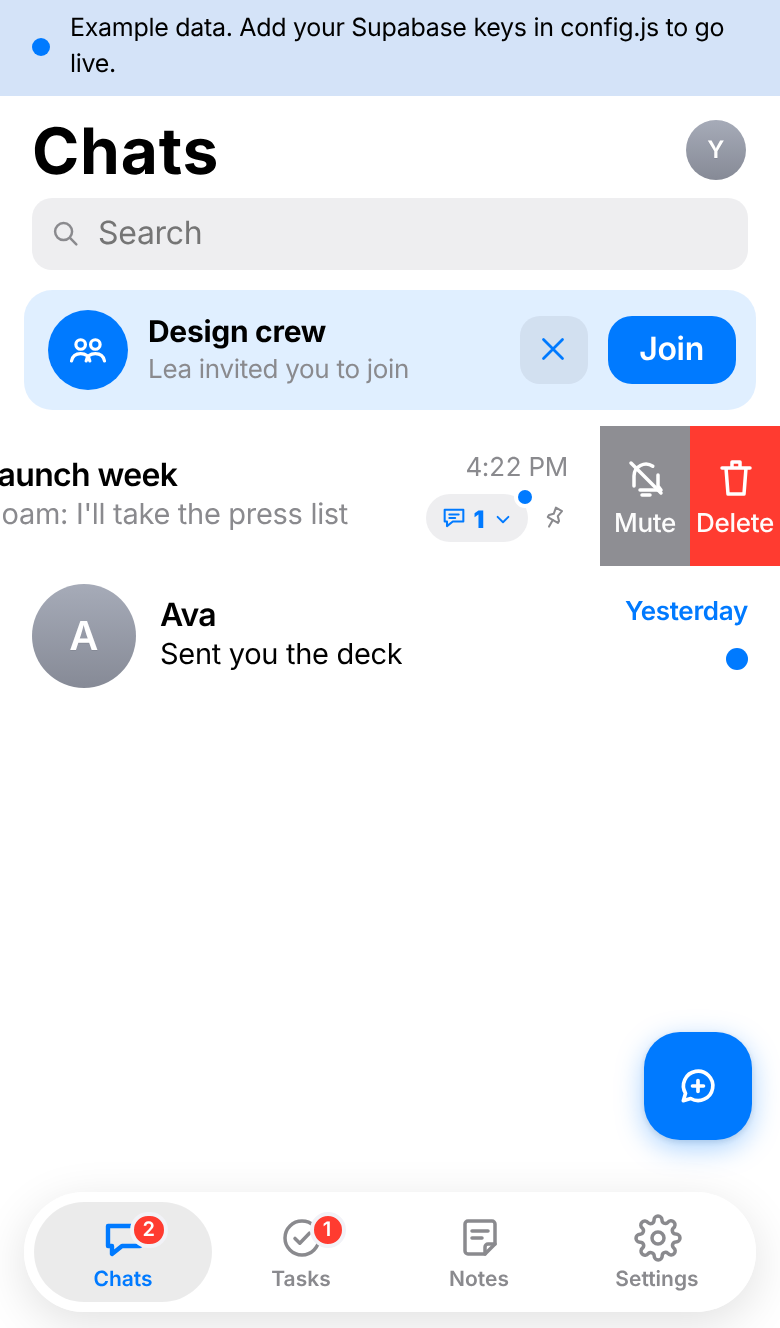 Example data. Add your Supabase keys in config.js to go
live.
Chats
Y
Search
Design crew
Lea invited you to join
Join
aunch week
4:22 PM
oam: I'll take the press list
1
Mute
Delete
A
Ava
Yesterday
Sent you the deck
2
Chats
1
Tasks
Notes
Settings